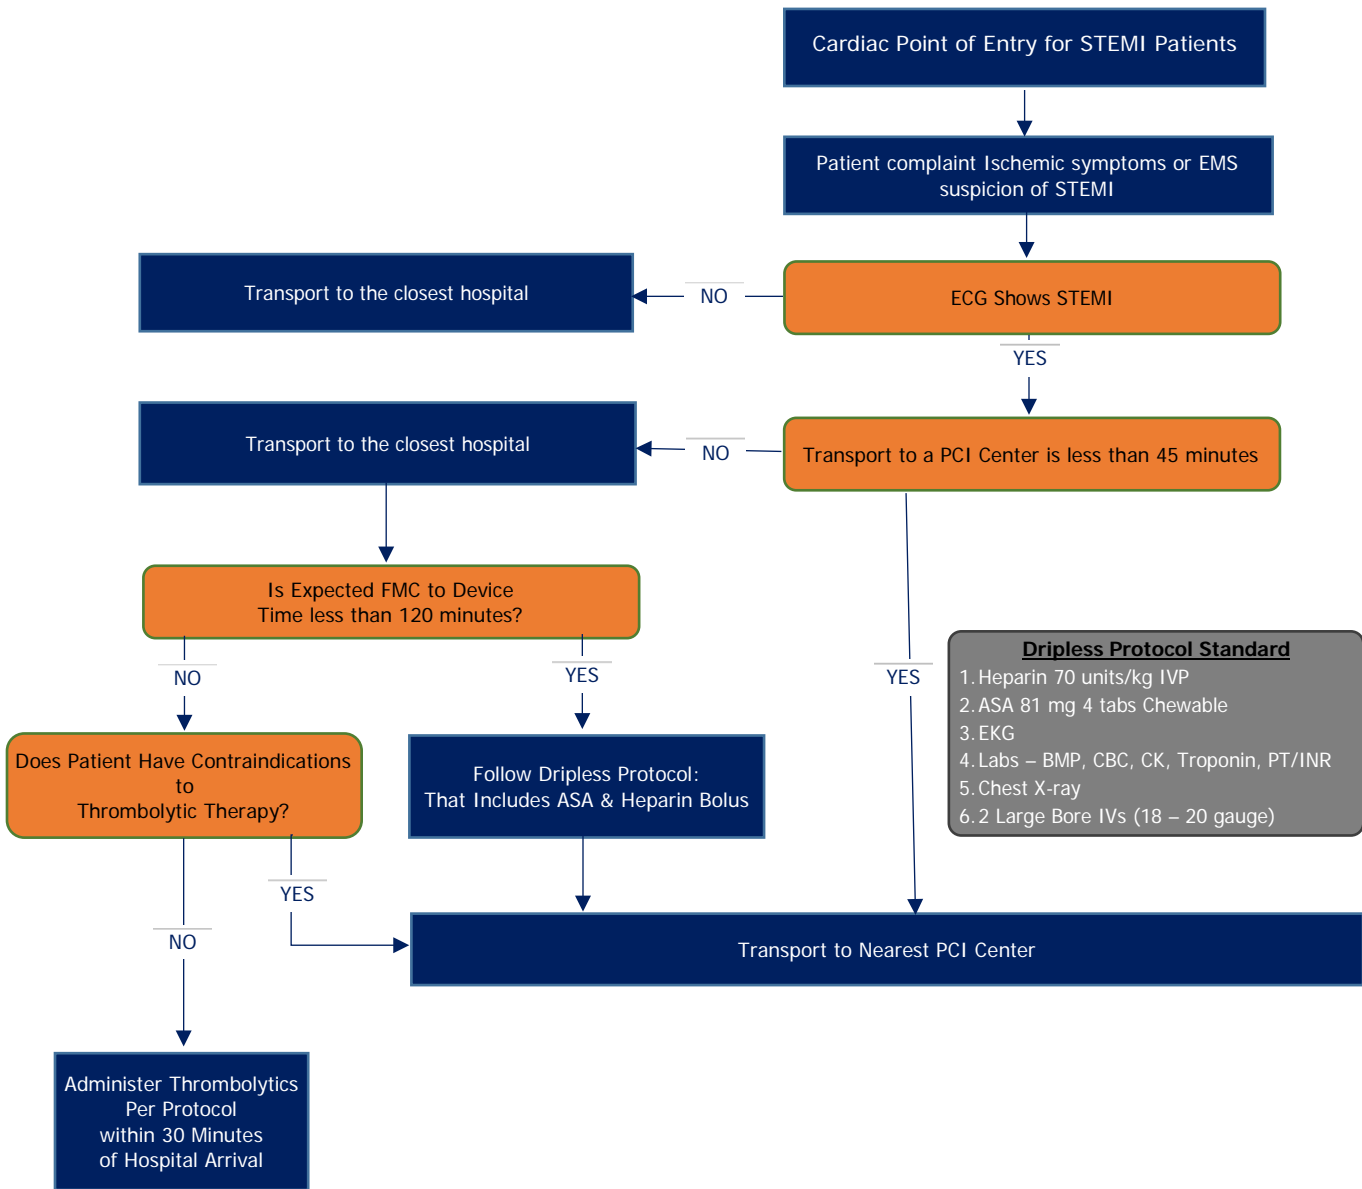 Cardiac Point of Entry for STEMI Patients
Patient complaint Ischemic symptoms or EMS
suspicion of STEMI
Transport to the closest hospital
NO
ECG Shows STEMI
YES
Transport to the closest hospital
NO
Transport to a PCI Center is less than 45 minutes
Is Expected FMC to Device
Time less than 120 minutes?
NO
YES
YES
Dripless Protocol Standard
1. Heparin 70 units/kg IVP
2. ASA 81 mg 4 tabs Chewable
3. EKG
4. Labs – BMP, CBC, CK, Troponin, PT/INR
5. Chest X-ray
6. 2 Large Bore IVs (18 – 20 gauge)
Does Patient Have Contraindications
to
Thrombolytic Therapy?
Follow Dripless Protocol:
That Includes ASA & Heparin Bolus
YES
NO
Transport to Nearest PCI Center
Administer Thrombolytics
Per Protocol
within 30 Minutes
of Hospital Arrival